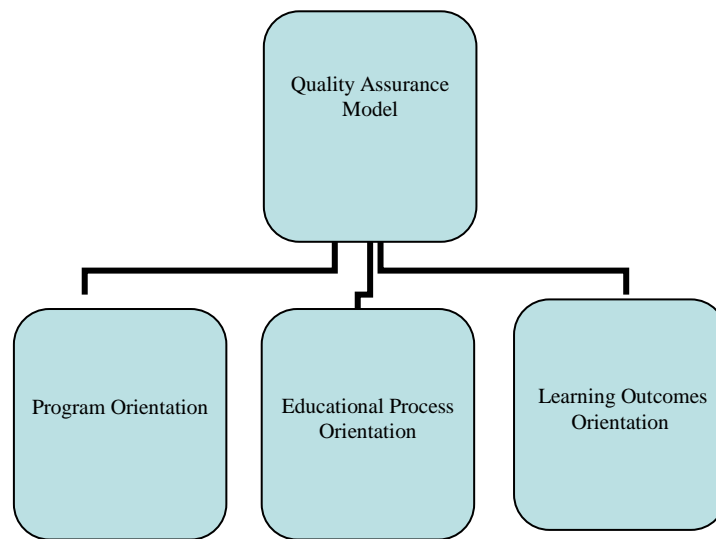 Quality Assurance
Model
Program Orientation
Educational Process
Orientation
Learning Outcomes
Orientation